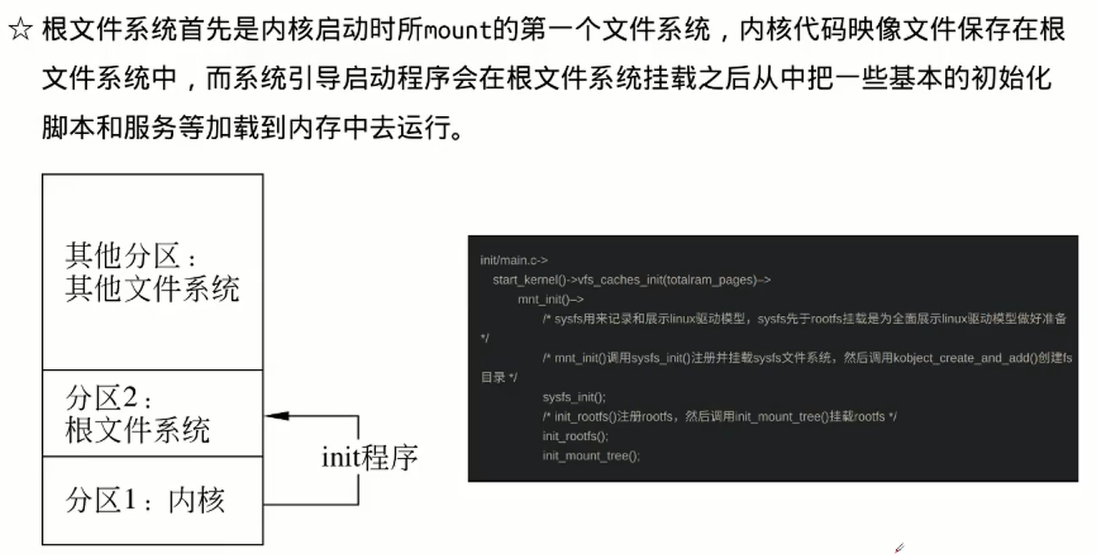 ☆ 根文件系统首先是内核启动时所mount的第一个文件系统，内核代码映像文件保存在根
文件系统中，而系统引导启动程序会在根文件系统挂载之后从中把一些基本的初始化
脚本和服务等加载到内存中去运行。
其他分区：
其他文件系统
分区2：
根文件系统
init程序
分区1：内核
init/main.c->
start_kernel()->vfs_caches_init(totalram_pages)–>
mnt_init()–>
/* sysfs用来记录和展示linux驱动模型，sysfs先于rootfs挂载是为全面展示linux驱动模型做好准备
*/
/* mnt_init()调用sysfs_init()注册并挂载sysfs文件系统，然后调用kobject_create_and_add()创建fs
目录 */
sysfs_init();
/* init_rootfs()注册rootfs，然后调用init_mount_tree()挂载rootfs */
init_rootfs();
init_mount_tree();